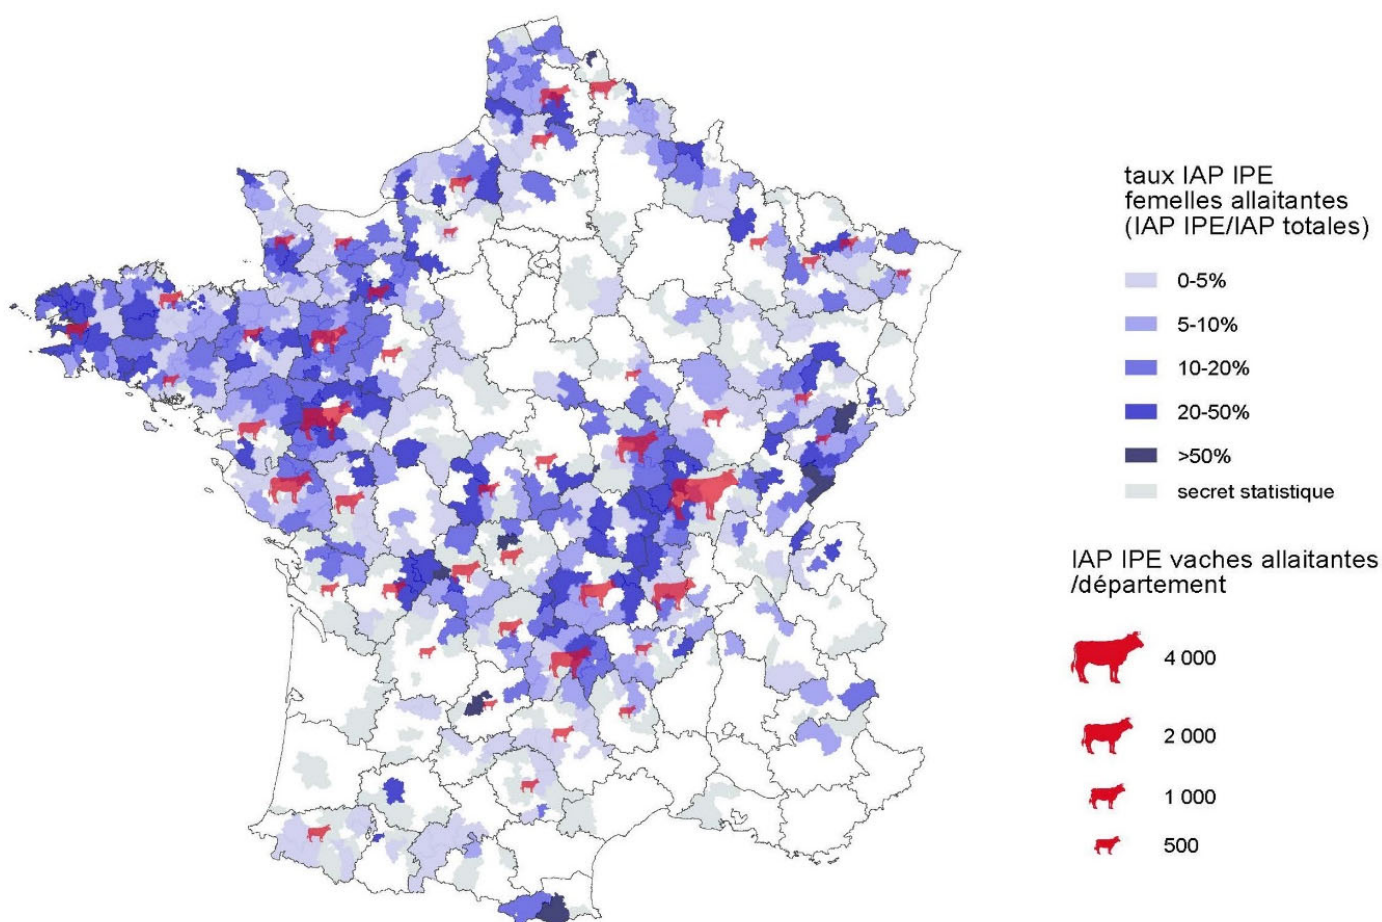 taux IAP IPE
femelles allaitantes
(IAP IPE/IAP totales)
0-5%
5-10%
10-20%
20-50%
>50%
secret statistique
IAP IPE vaches allaitantes
/département
4 000
2 000
1 000
500